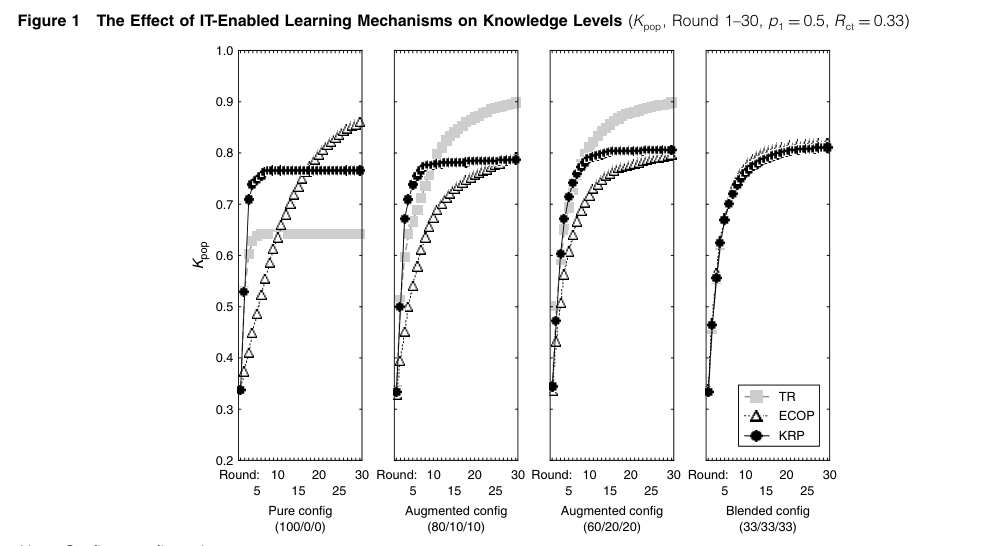 Figure 1 The Effect of IT-Enabled Learning Mechanisms on Knowledge Levels (Kpop, Round 1–30, p1 = 0.5, Rct = 0.33)
1.0
0.9
0.8
0.7
0.6
0.5
0.4
0.3
0.2
Kpop
TR
ECOP
KRP
Round: 10 20 30 Round: 10 20 30 Round: 10 20 30 Round: 10 20 30
5 15 25 5 15 25 5 15 25 5 15 25
Pure config Augmented config Augmented config Blended config
(100/0/0) (80/10/10) (60/20/20) (33/33/33)